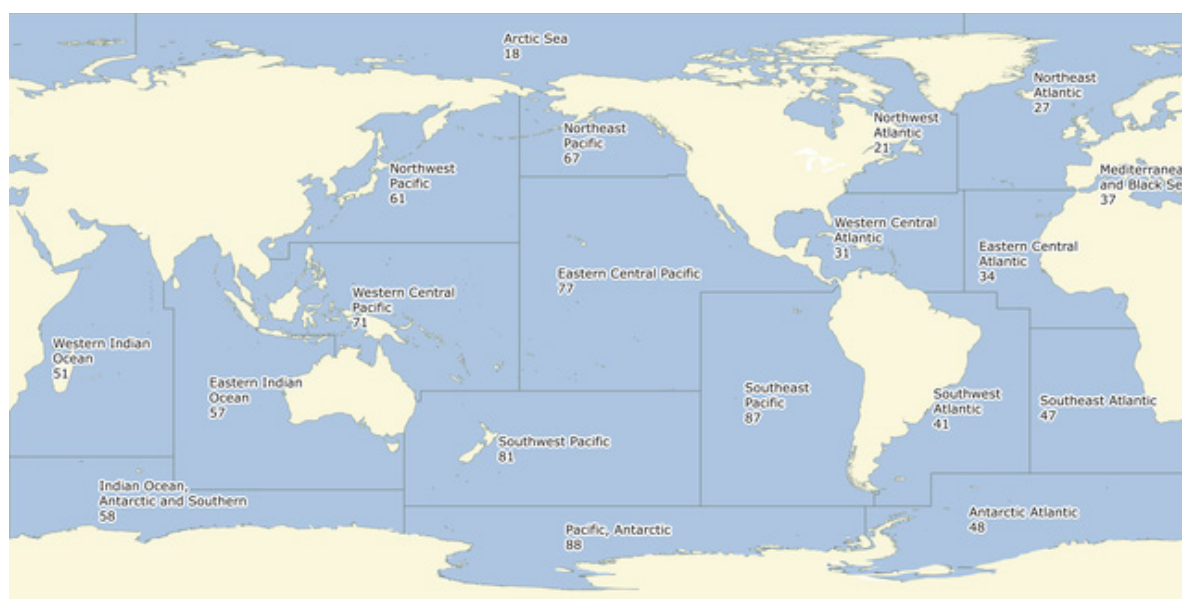 Arctic Sea
18
Northeast
Atlantic
27
Northwest
Atlantic
21
Northeast
Pacific
67
Northwest
Pacific
61
Mediterranea
and Black Se
37
Western Central
Atlantic
31
Eastern Central
Atlantic
34
Eastern Central Pacific
77
Western Central
Pacific
71
Western Indian
Ocean
51
Eastern Indian
Ocean
57
Southeast
Pacific
87
Southwest
Atlantic
41
Southeast Atlantic
47
Southwest Pacific
81
Indian Ocean,
Antarctic and Southern
58
Antarctic Atlantic
48
Pacific, Antarctic
88